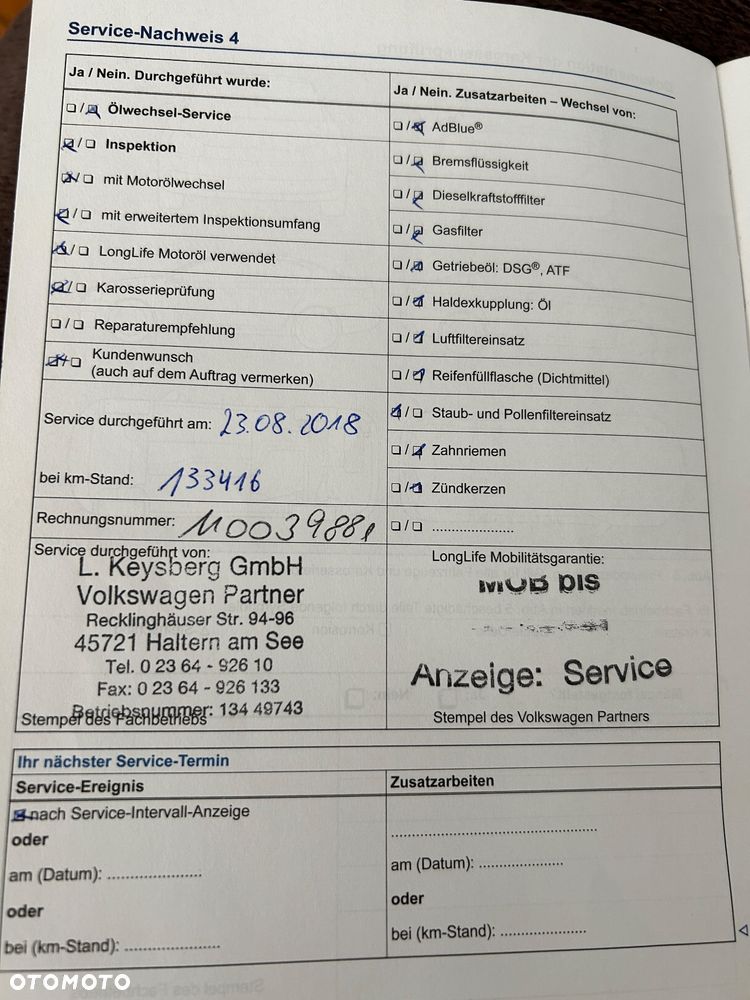 Service-Nachweis 4
Ja / Nein. Durchgeführt wurde:
Ölwechsel-Service
Inspektion
mit Motorölwechsel
mit erweitertem Inspektionsumfang
LongLife Motoröl verwendet
Karosserieprüfung
Reparaturempfehlung
Kundenwunsch
(auch auf dem Auftrag vermerken)
Service durchgeführt am: 23.08.2018
bei km-Stand: 133416
Rechnungsnummer: 110039881
Service durchgeführt von:
L. Keysberg GmbH
Volkswagen Partner
Recklinghäuser Str. 94-96
45721 Haltern am See
Tel. 0 23 64 - 926 10
Fax: 0 23 64 - 926 133
Betriebsnummer: 134 49743
Stempel des Fachbetriebs
Ja / Nein. Zusatzarbeiten – Wechsel von:
AdBlue®
Bremsflüssigkeit
Dieselkraftstofffilter
Gasfilter
Getriebeöl: DSG®, ATF
Haldexkupplung: Öl
Luftfiltereinsatz
Reifenfüllflasche (Dichtmittel)
Staub- und Pollenfiltereinsatz
Zahnriemen
Zündkerzen
......................
LongLife Mobilitätsgarantie:
MOB bis
Anzeige: Service
Stempel des Volkswagen Partners
Ihr nächster Service-Termin
Service-Ereignis
nach Service-Intervall-Anzeige
oder
am (Datum): ......................
oder
bei (km-Stand): ......................
Zusatzarbeiten
................................................
am (Datum): ....................
oder
bei (km-Stand): ....................
OTOMOTO